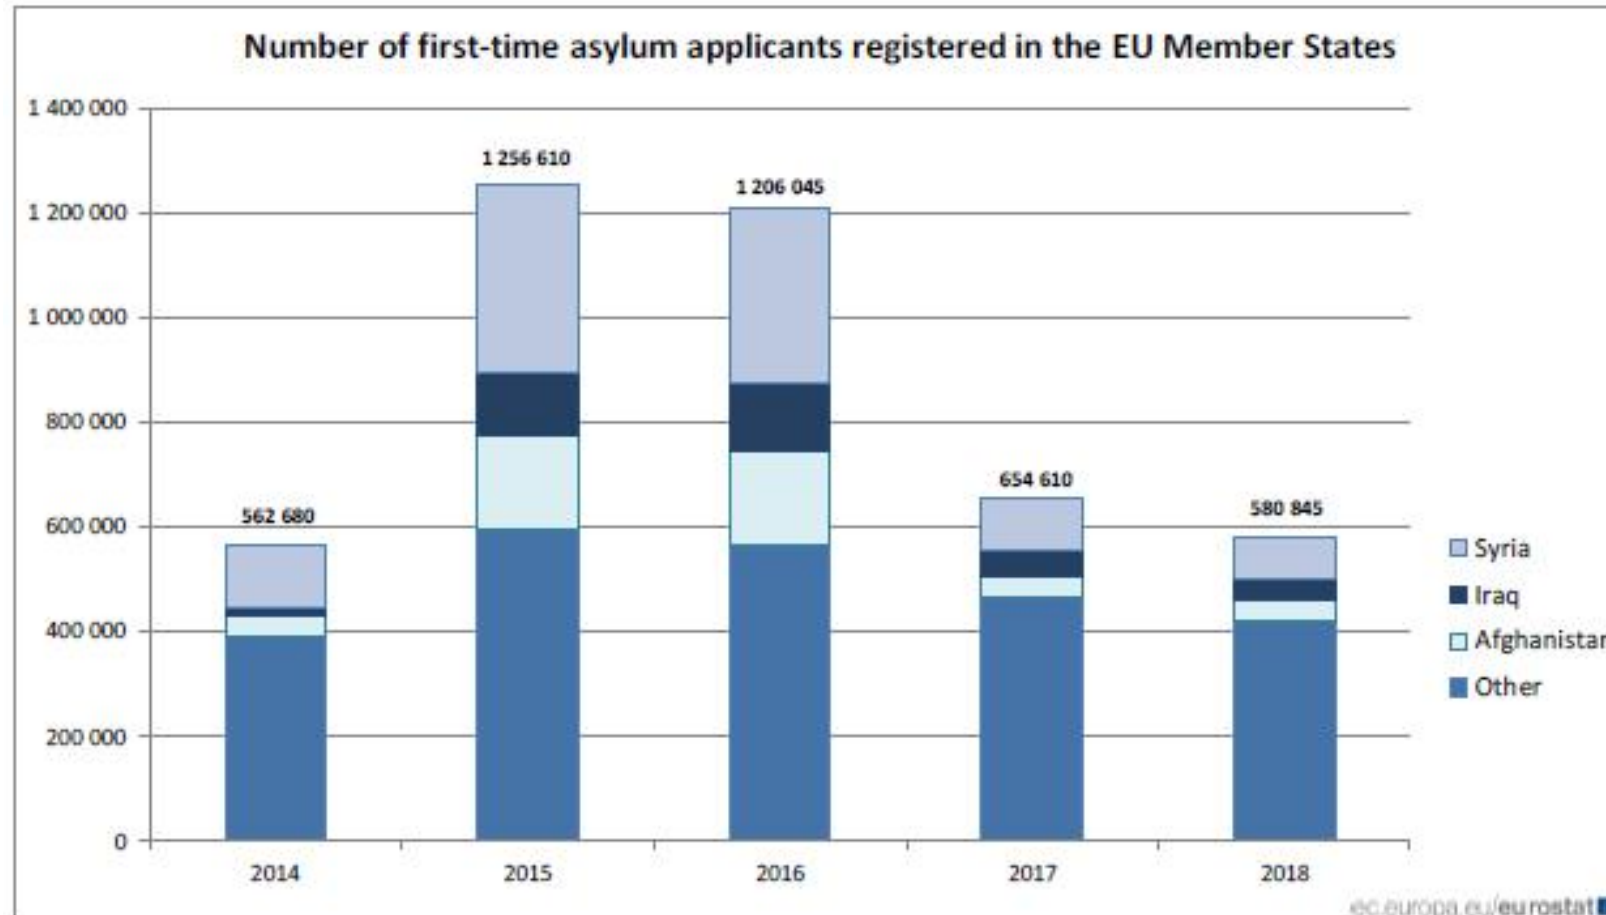 Number of first-time asylum applicants registered in the EU Member States
1 400 000
1 200 000
1 000 000
800 000
600 000
400 000
200 000
0
562 680
1 256 610
1 206 045
654 610
580 845
2014 2015 2016 2017 2018
Syria
Iraq
Afghanistan
Other
ec.europa.eu/eurostat